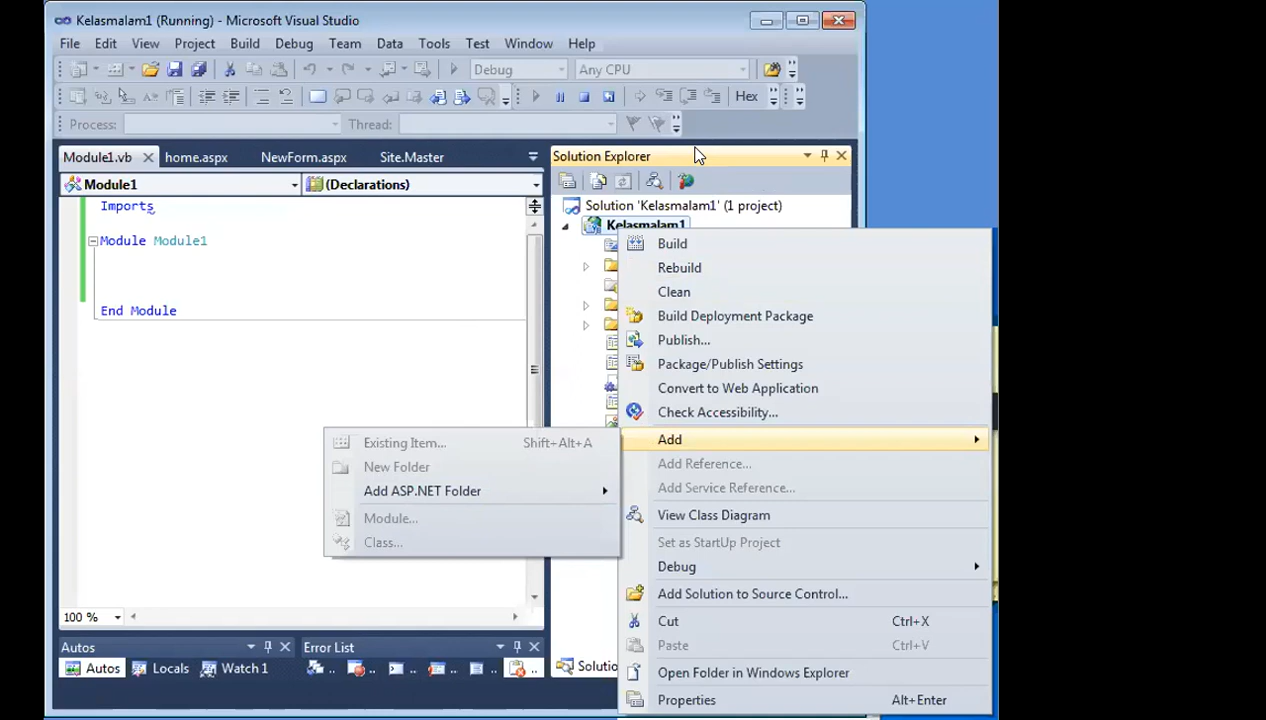 Kelasmalam1 (Running) - Microsoft Visual Studio
File Edit View Project Build Debug Team Data Tools Test Window Help
Debug Any CPU
Hex
Process: Thread:
Module1.vb home.aspx NewForm.aspx Site.Master
Module1 (Declarations)
Imports
Module Module1
End Module
100 %
Solution Explorer
Solution 'Kelasmalam1' (1 project)
Kelasmalam1
Build
Rebuild
Clean
Build Deployment Package
Publish...
Package/Publish Settings
Convert to Web Application
Check Accessibility...
Add
Add Reference...
Add Service Reference...
View Class Diagram
Set as StartUp Project
Debug
Add Solution to Source Control...
Cut Ctrl+X
Paste Ctrl+V
Open Folder in Windows Explorer
Properties Alt+Enter
Existing Item... Shift+Alt+A
New Folder
Add ASP.NET Folder
Module...
Class...
Autos Error List
Autos Locals Watch 1
Solutio